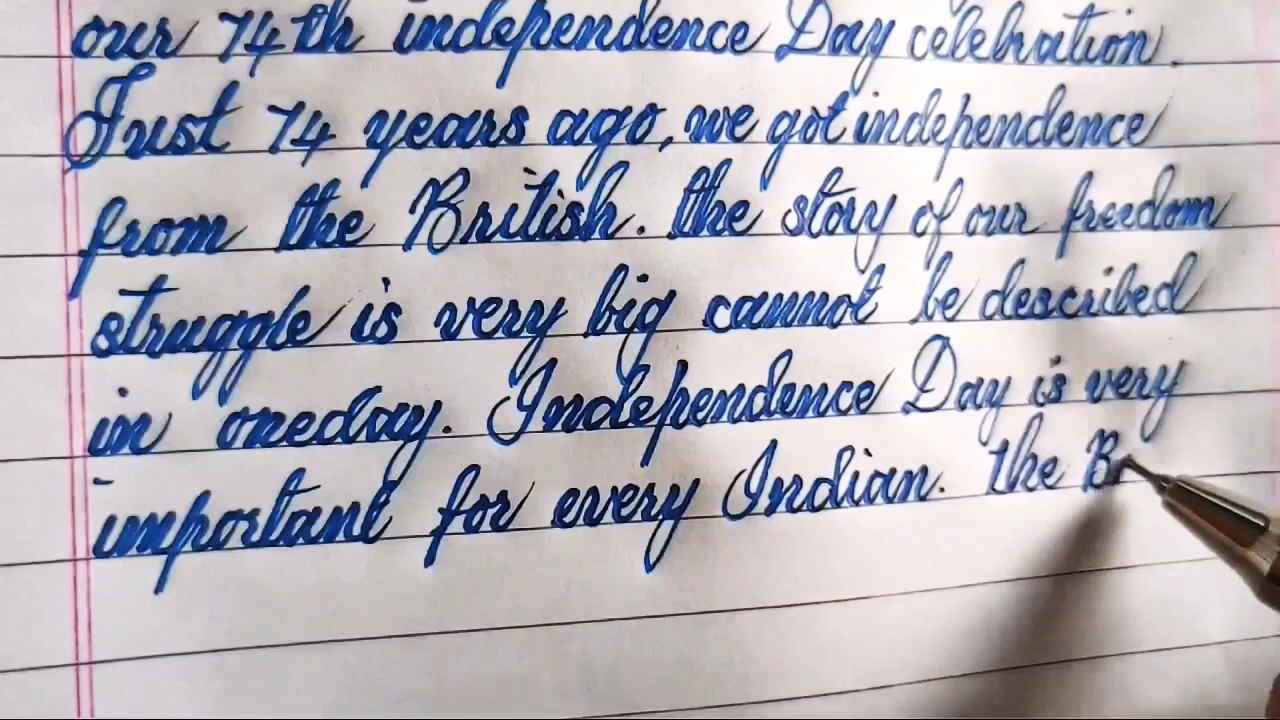 our 74th independence Day celebration.
Just 74 years ago, we got independence
from the British. the story of our freedom
struggle is very big cannot be described
in oneday. Independence Day is very
important for every Indian. the Br